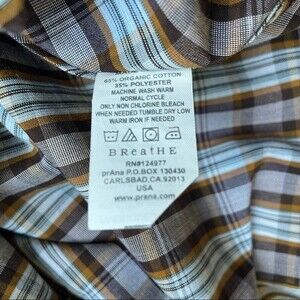 65% ORGANIC COTTON
35% POLYESTER
MACHINE WASH WARM
NORMAL CYCLE
ONLY NON CHLORINE BLEACH
WHEN NEEDED TUMBLE DRY LOW
WARM IRON IF NEEDED
BReatHE
RN#124977
prAna P.O.BOX 130430
CARLSBAD,CA.92013
USA
www.prana.com